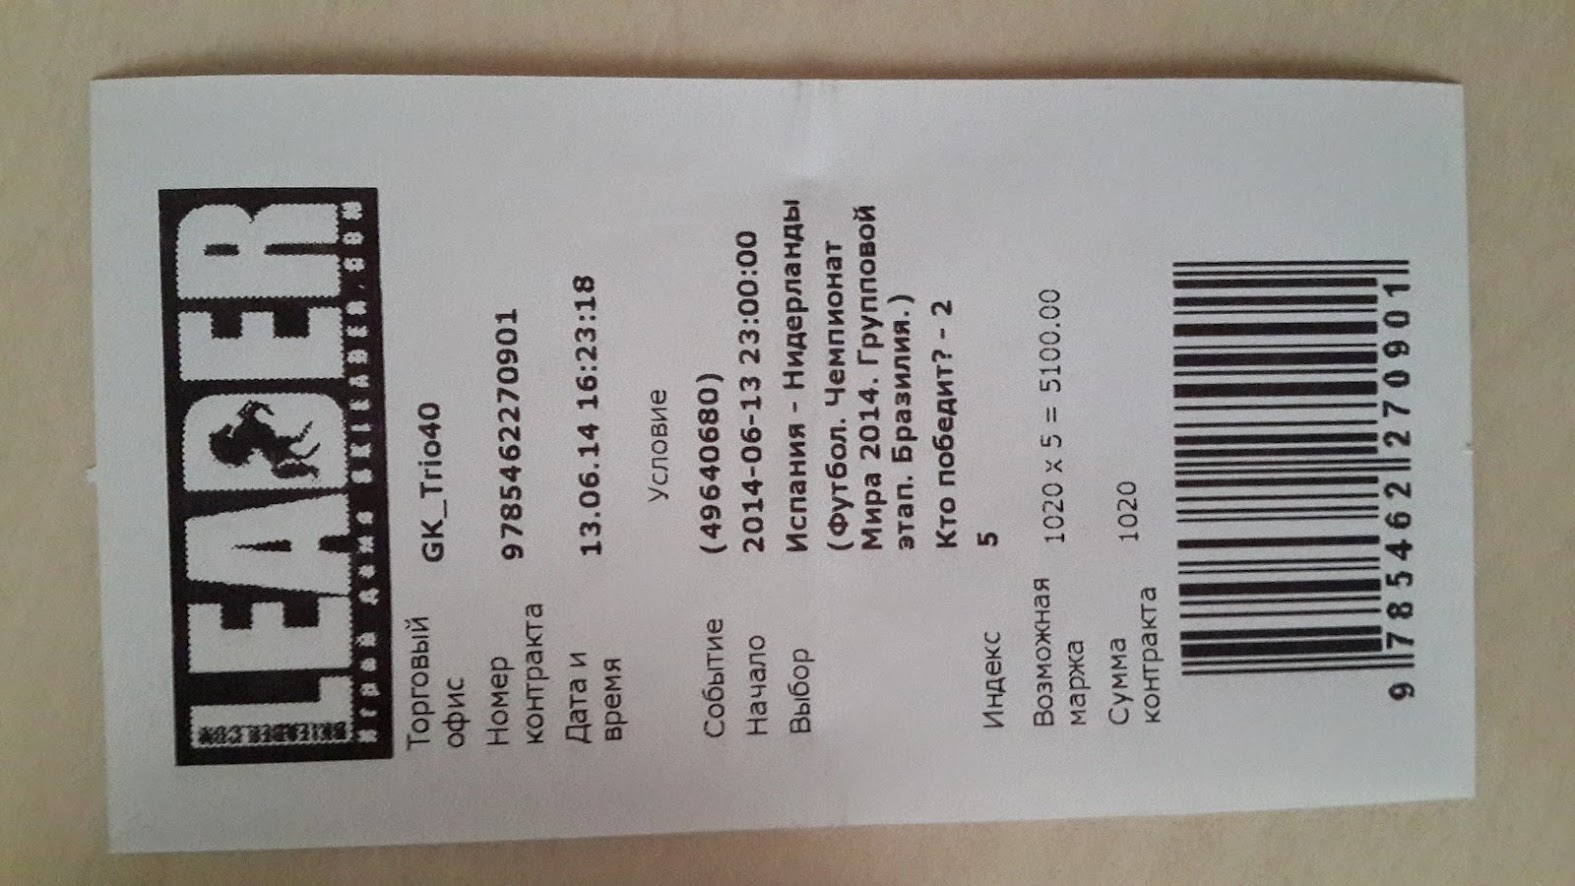 LEADER
Торговый офис GK_Trio40
Номер контракта 9785462270901
Дата и время 13.06.14 16:23:18
Условие
Событие (49640680)
Начало 2014-06-13 23:00:00
Выбор Испания - Нидерланды
(Футбол. Чемпионат
Мира 2014. Групповой
этап. Бразилия.)
Кто победит? - 2
Индекс 5
Возможная маржа 1020 x 5 = 5100.00
Сумма контракта 1020
9785462270901